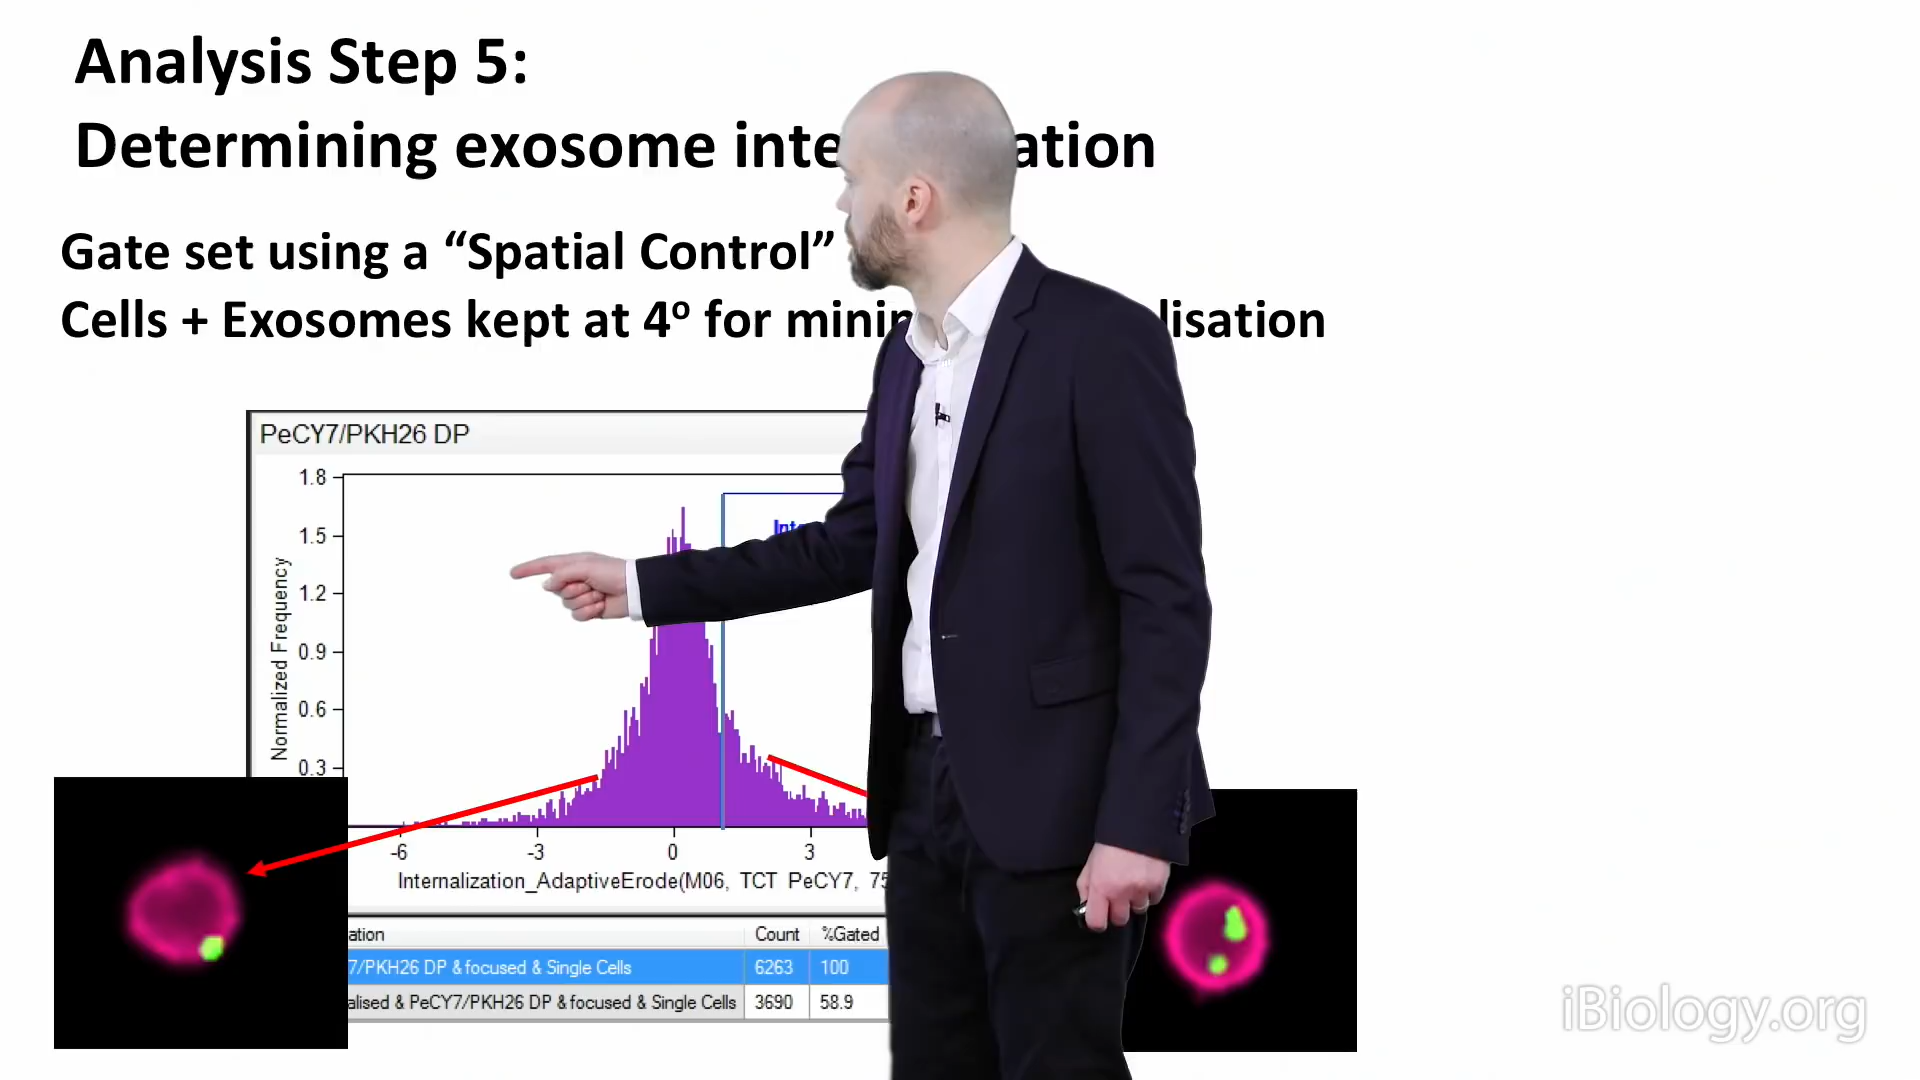 Analysis Step 5:
Determining exosome inte ation
Gate set using a “Spatial Control”
Cells + Exosomes kept at 4º for minin lisation
PeCY7/PKH26 DP
1.8
1.5
1.2
0.9
0.6
0.3
Normalized Frequency
-6 -3 0 3
Internalization_AdaptiveErode(M06, TCT PeCY7, 75
ation Count %Gated
7/PKH26 DP & focused & Single Cells 6263 100
alised & PeCY7/PKH26 DP & focused & Single Cells 3690 58.9
iBiology.org